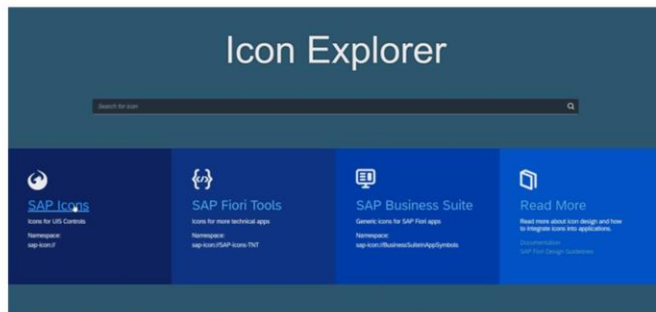 Icon Explorer
Search for icon
SAP Icons
Icons for UI5 Controls
Namespace:
sap-icon://
SAP Fiori Tools
Icons for more technical apps
Namespace:
sap-icon://SAP-icons-TNT
SAP Business Suite
Generic icons for SAP Fiori apps
Namespace:
sap-icon://BusinessSuiteInAppSymbols
Read More
Read more about icon design and how
to integrate icons into applications.
Documentation
SAP Fiori Design Guidelines